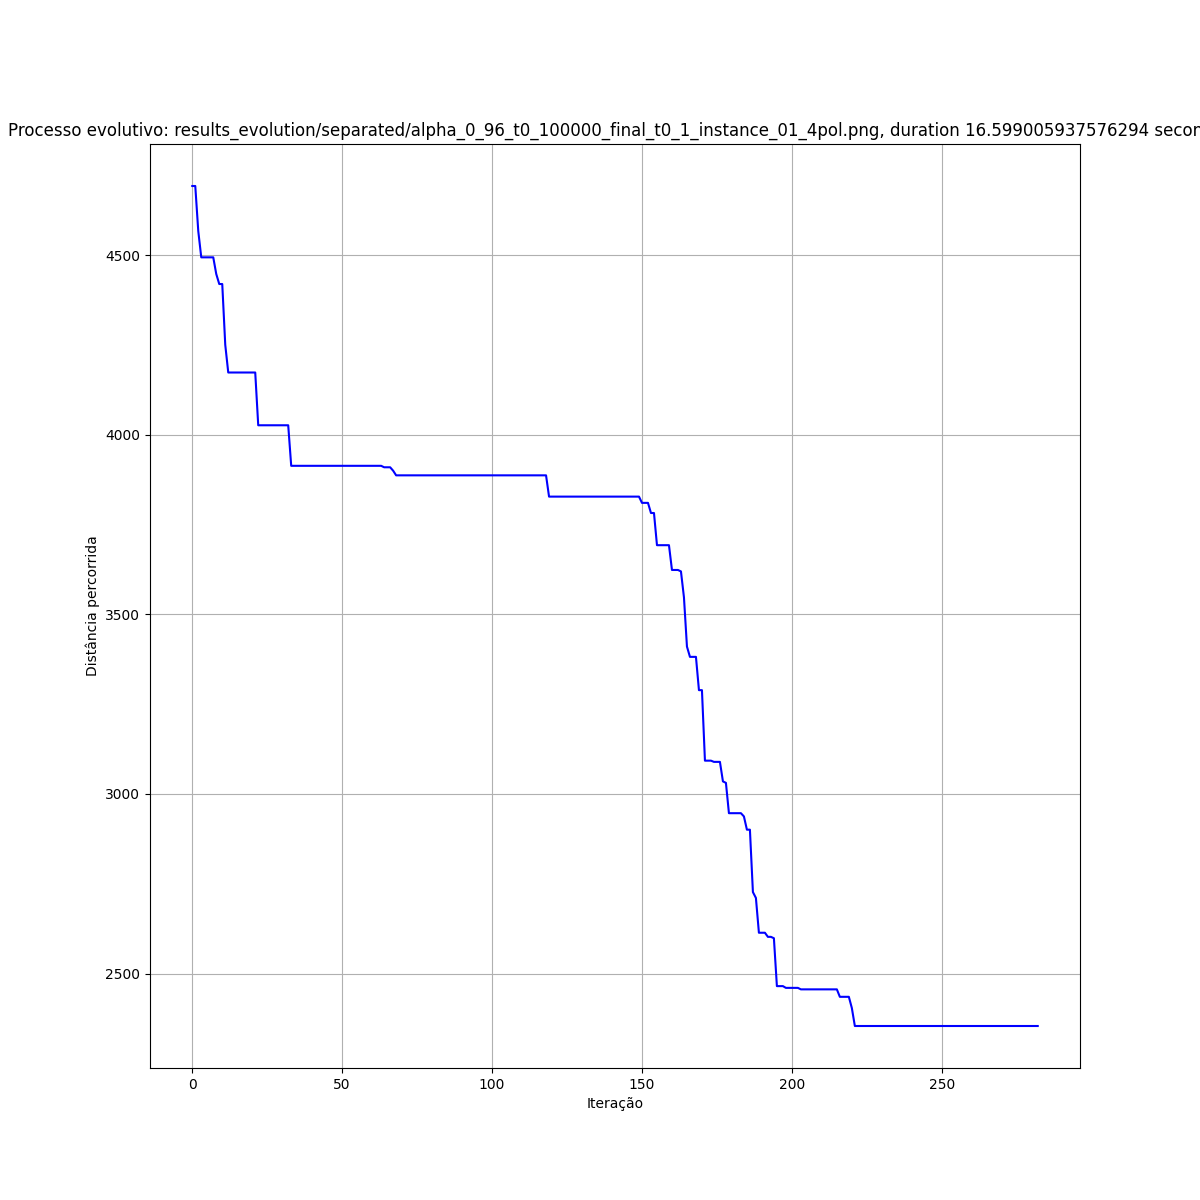 Processo evolutivo: results_evolution/separated/alpha_0_96_t0_100000_final_t0_1_instance_01_4pol.png, duration 16.599005937576294 secon
4500
4000
3500
3000
2500
Distância percorrida
0 50 100 150 200 250
Iteração